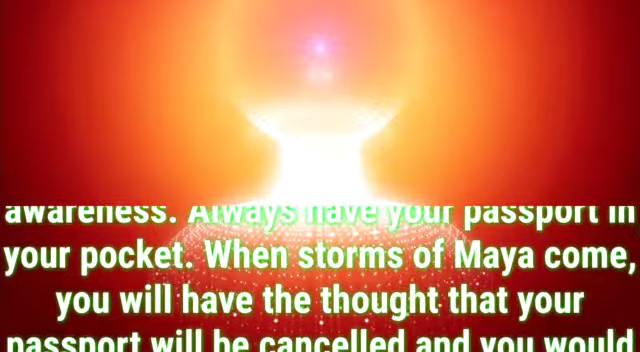 awareness. Always have your passport in
your pocket. When storms of Maya come,
you will have the thought that your
passport will be cancelled and you would